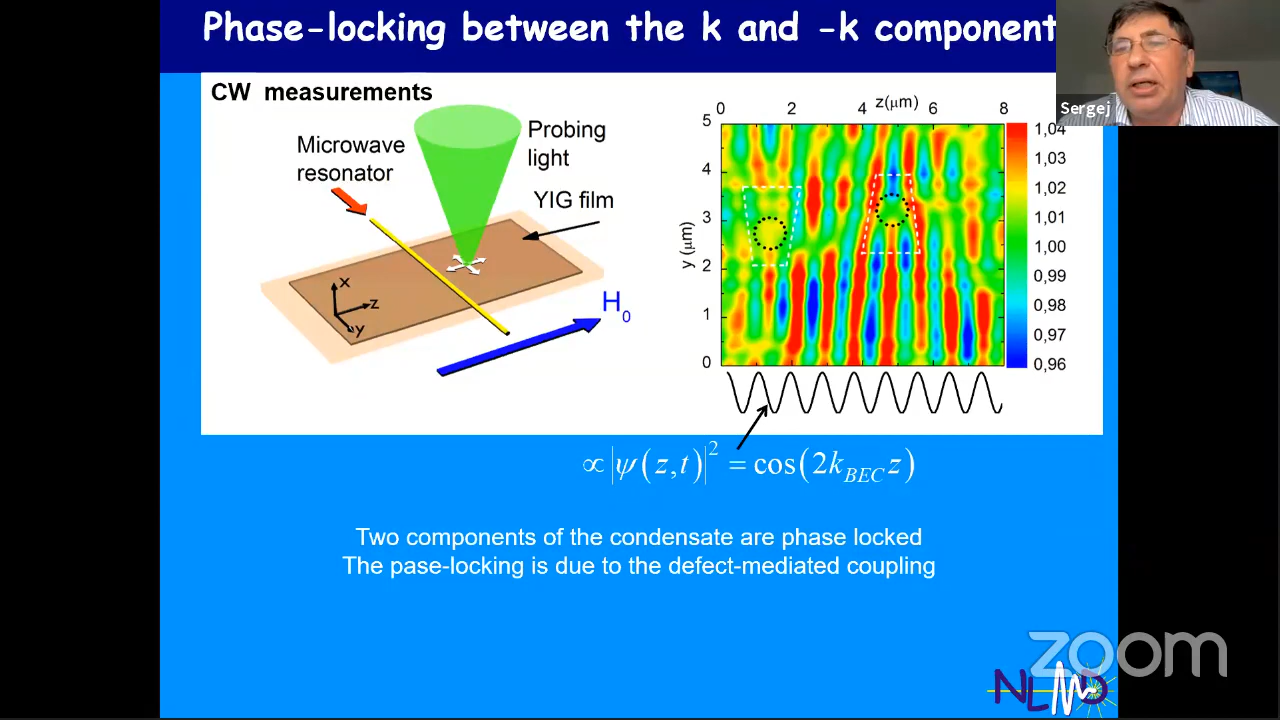 Phase-locking between the k and -k component
Sergej
CW measurements
Microwave
resonator
Probing
light
YIG film
x
z
y
H0
z(μm)
0 2 4 6 8
y (μm)
5
4
3
2
1
0
1,04
1,03
1,02
1,01
1,00
0,99
0,98
0,97
0,96
∝|ψ(z,t)|² = cos(2k_BEC z)
Two components of the condensate are phase locked
The pase-locking is due to the defect-mediated coupling
zoom
NLMD